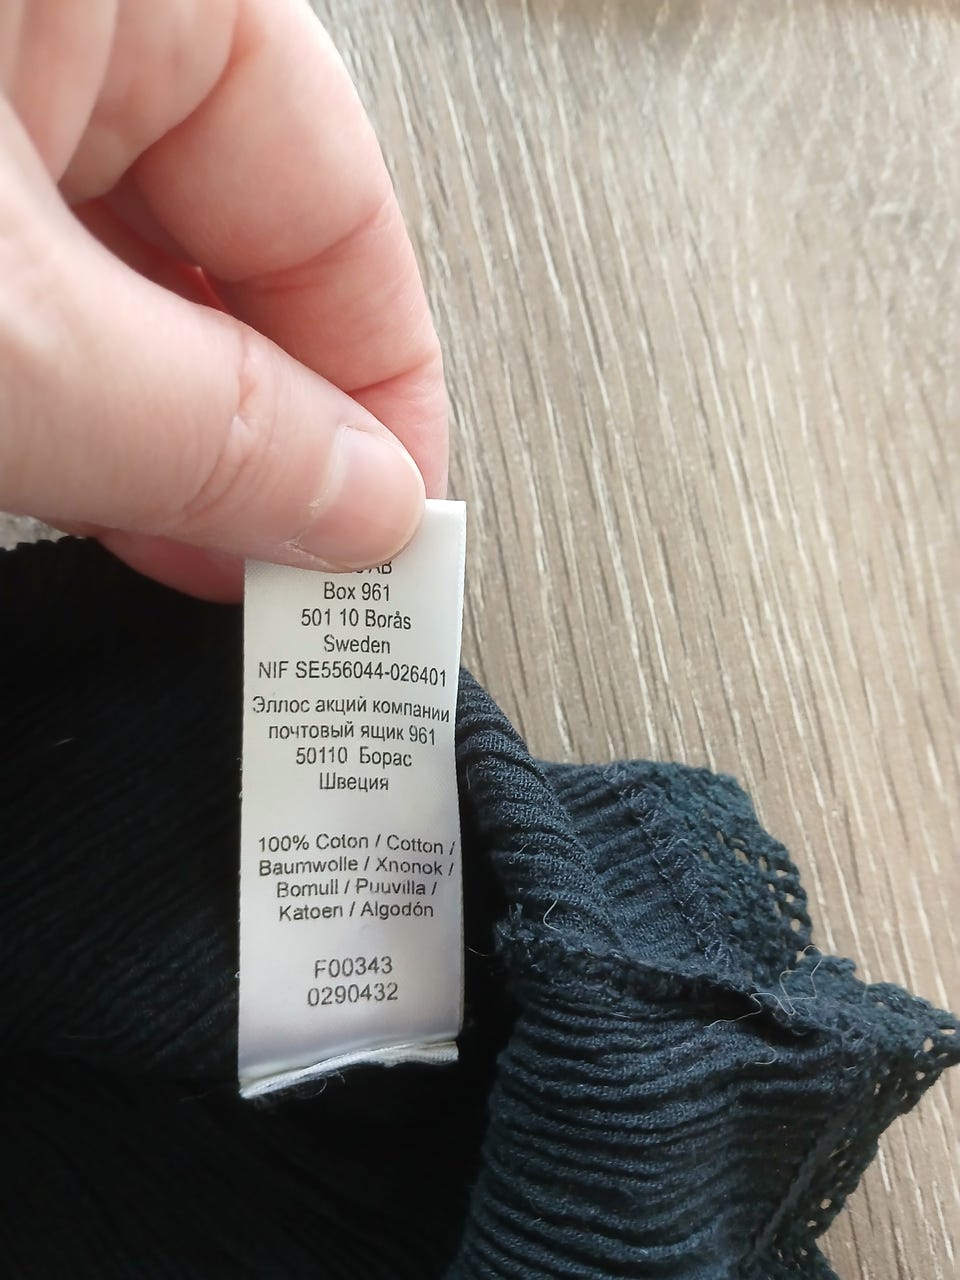 AB
Box 961
501 10 Borås
Sweden
NIF SE556044-026401
Эллос акций компании
почтовый ящик 961
50110 Борас
Швеция
100% Coton / Cotton /
Baumwolle / Xnonok /
Bomull / Puuvilla /
Katoen / Algodón
F00343
0290432